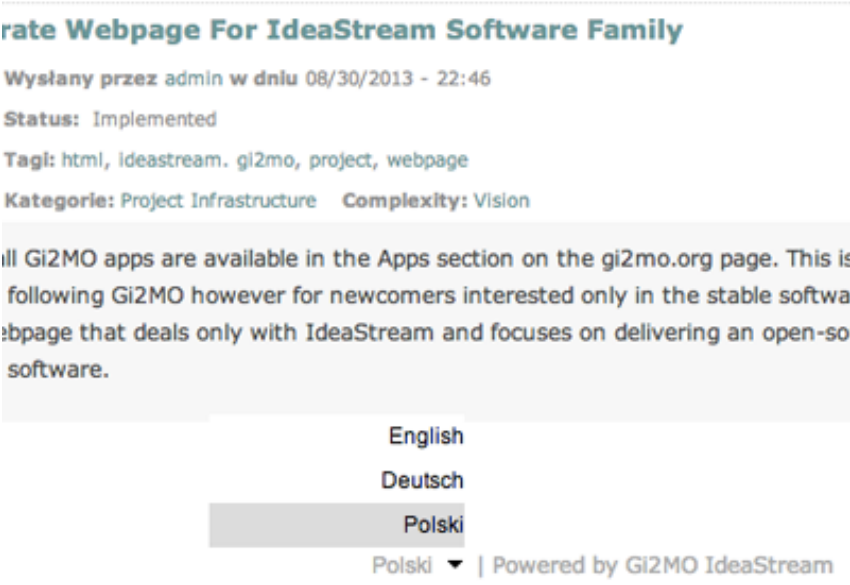 rate Webpage For IdeaStream Software Family
Wysłany przez admin w dniu 08/30/2013 - 22:46
Status: Implemented
Tagi: html, ideastream. gi2mo, project, webpage
Kategorie: Project Infrastructure Complexity: Vision
ll Gi2MO apps are available in the Apps section on the gi2mo.org page. This is
following Gi2MO however for newcomers interested only in the stable softwa
ebpage that deals only with IdeaStream and focuses on delivering an open-so
software.
English
Deutsch
Polski
Polski | Powered by Gi2MO IdeaStream